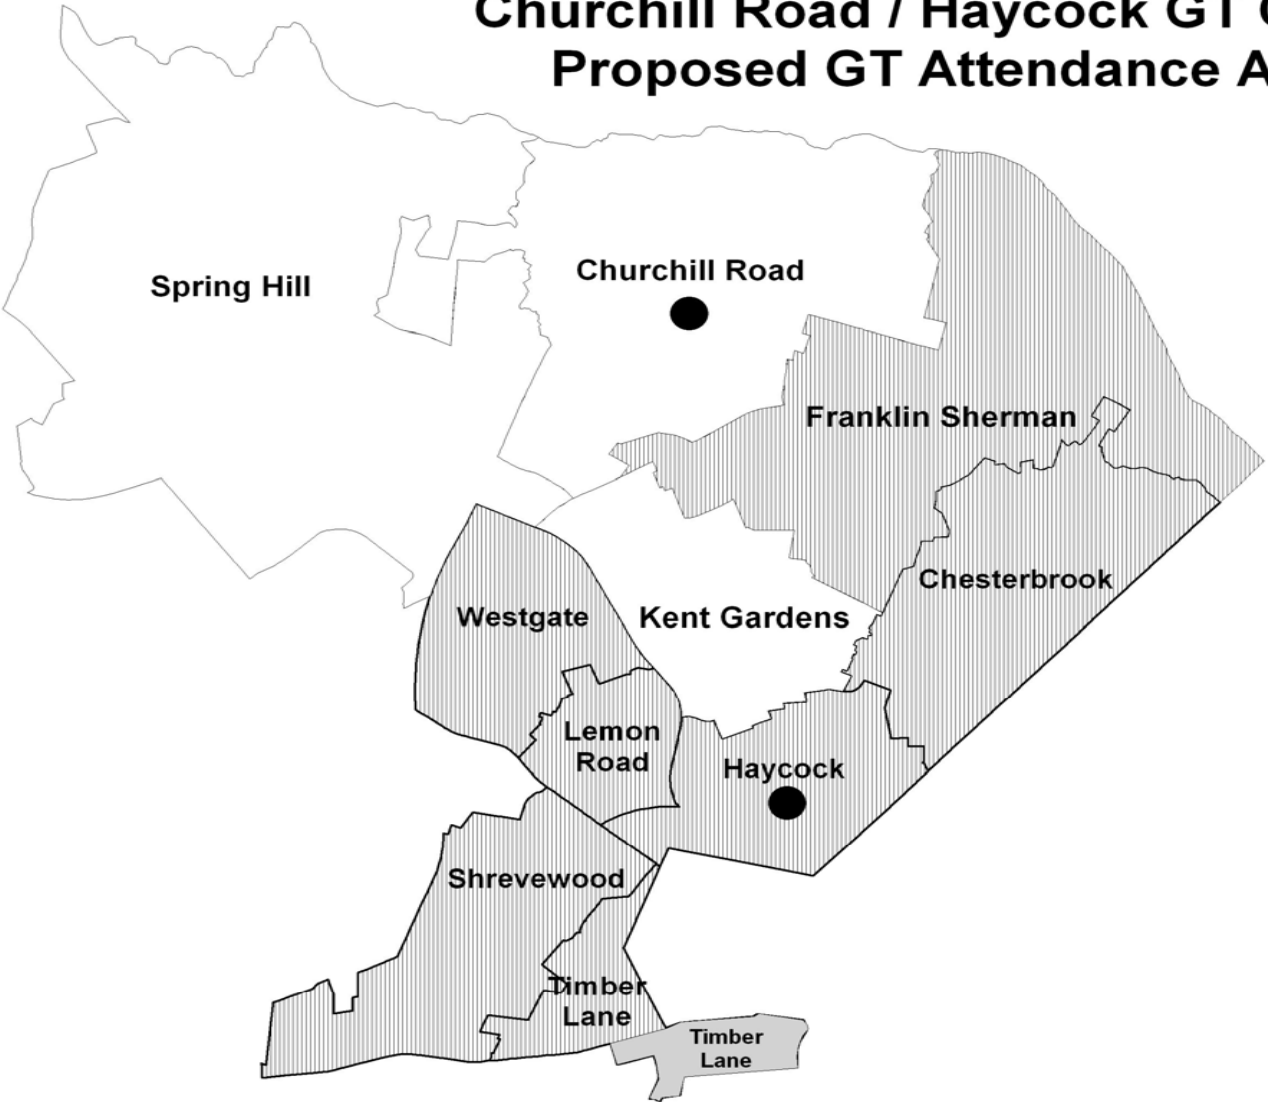 Churchill Road / Haycock GT
Proposed GT Attendance
Spring Hill
Churchill Road
Franklin Sherman
Chesterbrook
Westgate
Kent Gardens
Lemon
Road
Haycock
Shrevewood
Timber
Lane
Timber
Lane